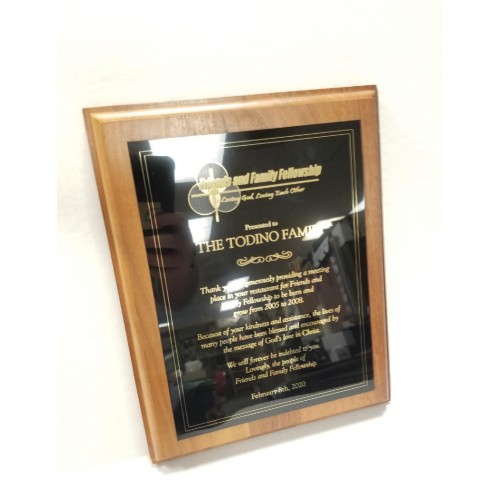 Friends and Family Fellowship
Loving God, Loving Each Other
Presented to
THE TODINO FAMILY
Thank you for generously providing a meeting
place in your restaurant for Friends and
Family Fellowship to be born and
grow from 2005 to 2008.
Because of your kindness and assistance, the lives of
many people have been blessed and encouraged by
the message of God's love in Christ.
We will forever be indebted to you.
Lovingly, the people of
Friends and Family Fellowship
February 8th, 2020